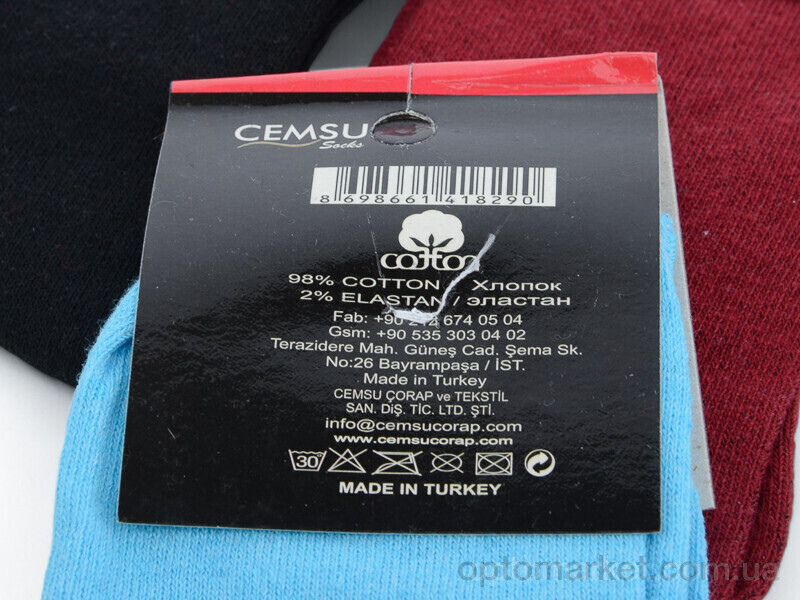 CEMSU
Socks
8 698661 418290
cotton
98% COTTON / Хлопок
2% ELASTAN / эластан
Fab: +90 212 674 05 04
Gsm: +90 535 303 04 02
Terazidere Mah. Güneş Cad. Şema Sk.
No:26 Bayrampaşa / İST.
Made in Turkey
CEMSU ÇORAP ve TEKSTİL
SAN. DiŞ. TİC. LTD. ŞTİ.
info@cemsucorap.com
www.cemsucorap.com
30°
MADE IN TURKEY
optomarket.com.ua